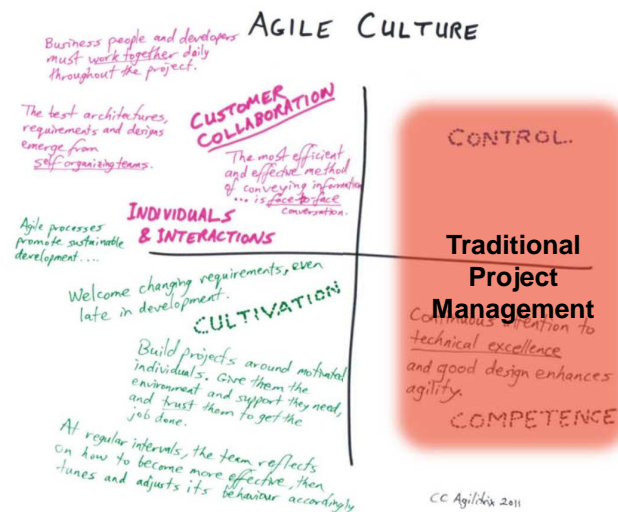 AGILE CULTURE
Business people and developers
must work together daily
throughout the project.
CUSTOMER
COLLABORATION
The best architectures,
requirements and designs
emerge from
self organizing teams.
The most efficient
and effective method
of conveying information
... is face-to-face
conversation.
INDIVIDUALS
& INTERACTIONS
Agile processes
promote sustainable
development....
CONTROL.
Traditional
Project
Management
Welcome changing requirements, even
late in development.
CULTIVATION
Build projects around motivated
individuals. Give them the
environment and support they need,
and trust them to get the
job done.
At regular intervals, the team reflects
on how to become more effective, then
tunes and adjusts its behaviour accordingly
Continuous attention to
technical excellence
and good design enhances
agility.
COMPETENCE
CC Agilitrix 2011